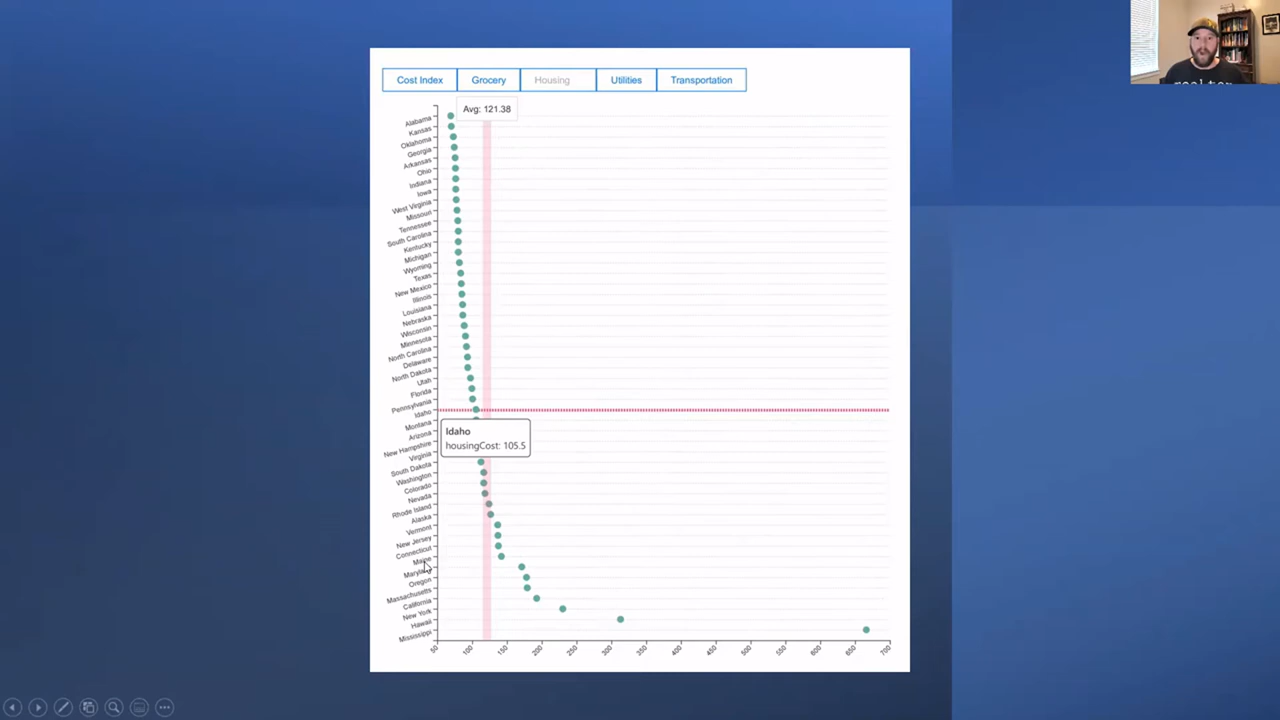 Cost Index Grocery Housing Utilities Transportation
Avg: 121.38
Alabama
Kansas
Oklahoma
Georgia
Arkansas
Ohio
Indiana
Iowa
West Virginia
Missouri
Tennessee
South Carolina
Kentucky
Michigan
Wyoming
Texas
New Mexico
Illinois
Louisiana
Nebraska
Wisconsin
Minnesota
North Carolina
Delaware
North Dakota
Utah
Florida
Pennsylvania
Idaho
Montana
Arizona
New Hampshire
Virginia
South Dakota
Washington
Colorado
Nevada
Rhode Island
Alaska
Vermont
New Jersey
Connecticut
Maine
Maryland
Oregon
Massachusetts
California
New York
Hawaii
Mississippi
Idaho
housingCost: 105.5
50 100 150 200 250 300 350 400 450 500 550 600 650 700